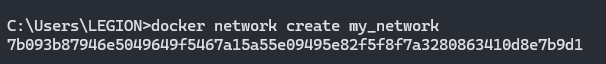 C:\Users\LEGION>docker network create my_network
7b093b87946e5049649f5467a15a55e09495e82f5f8f7a3280863410d8e7b9d1